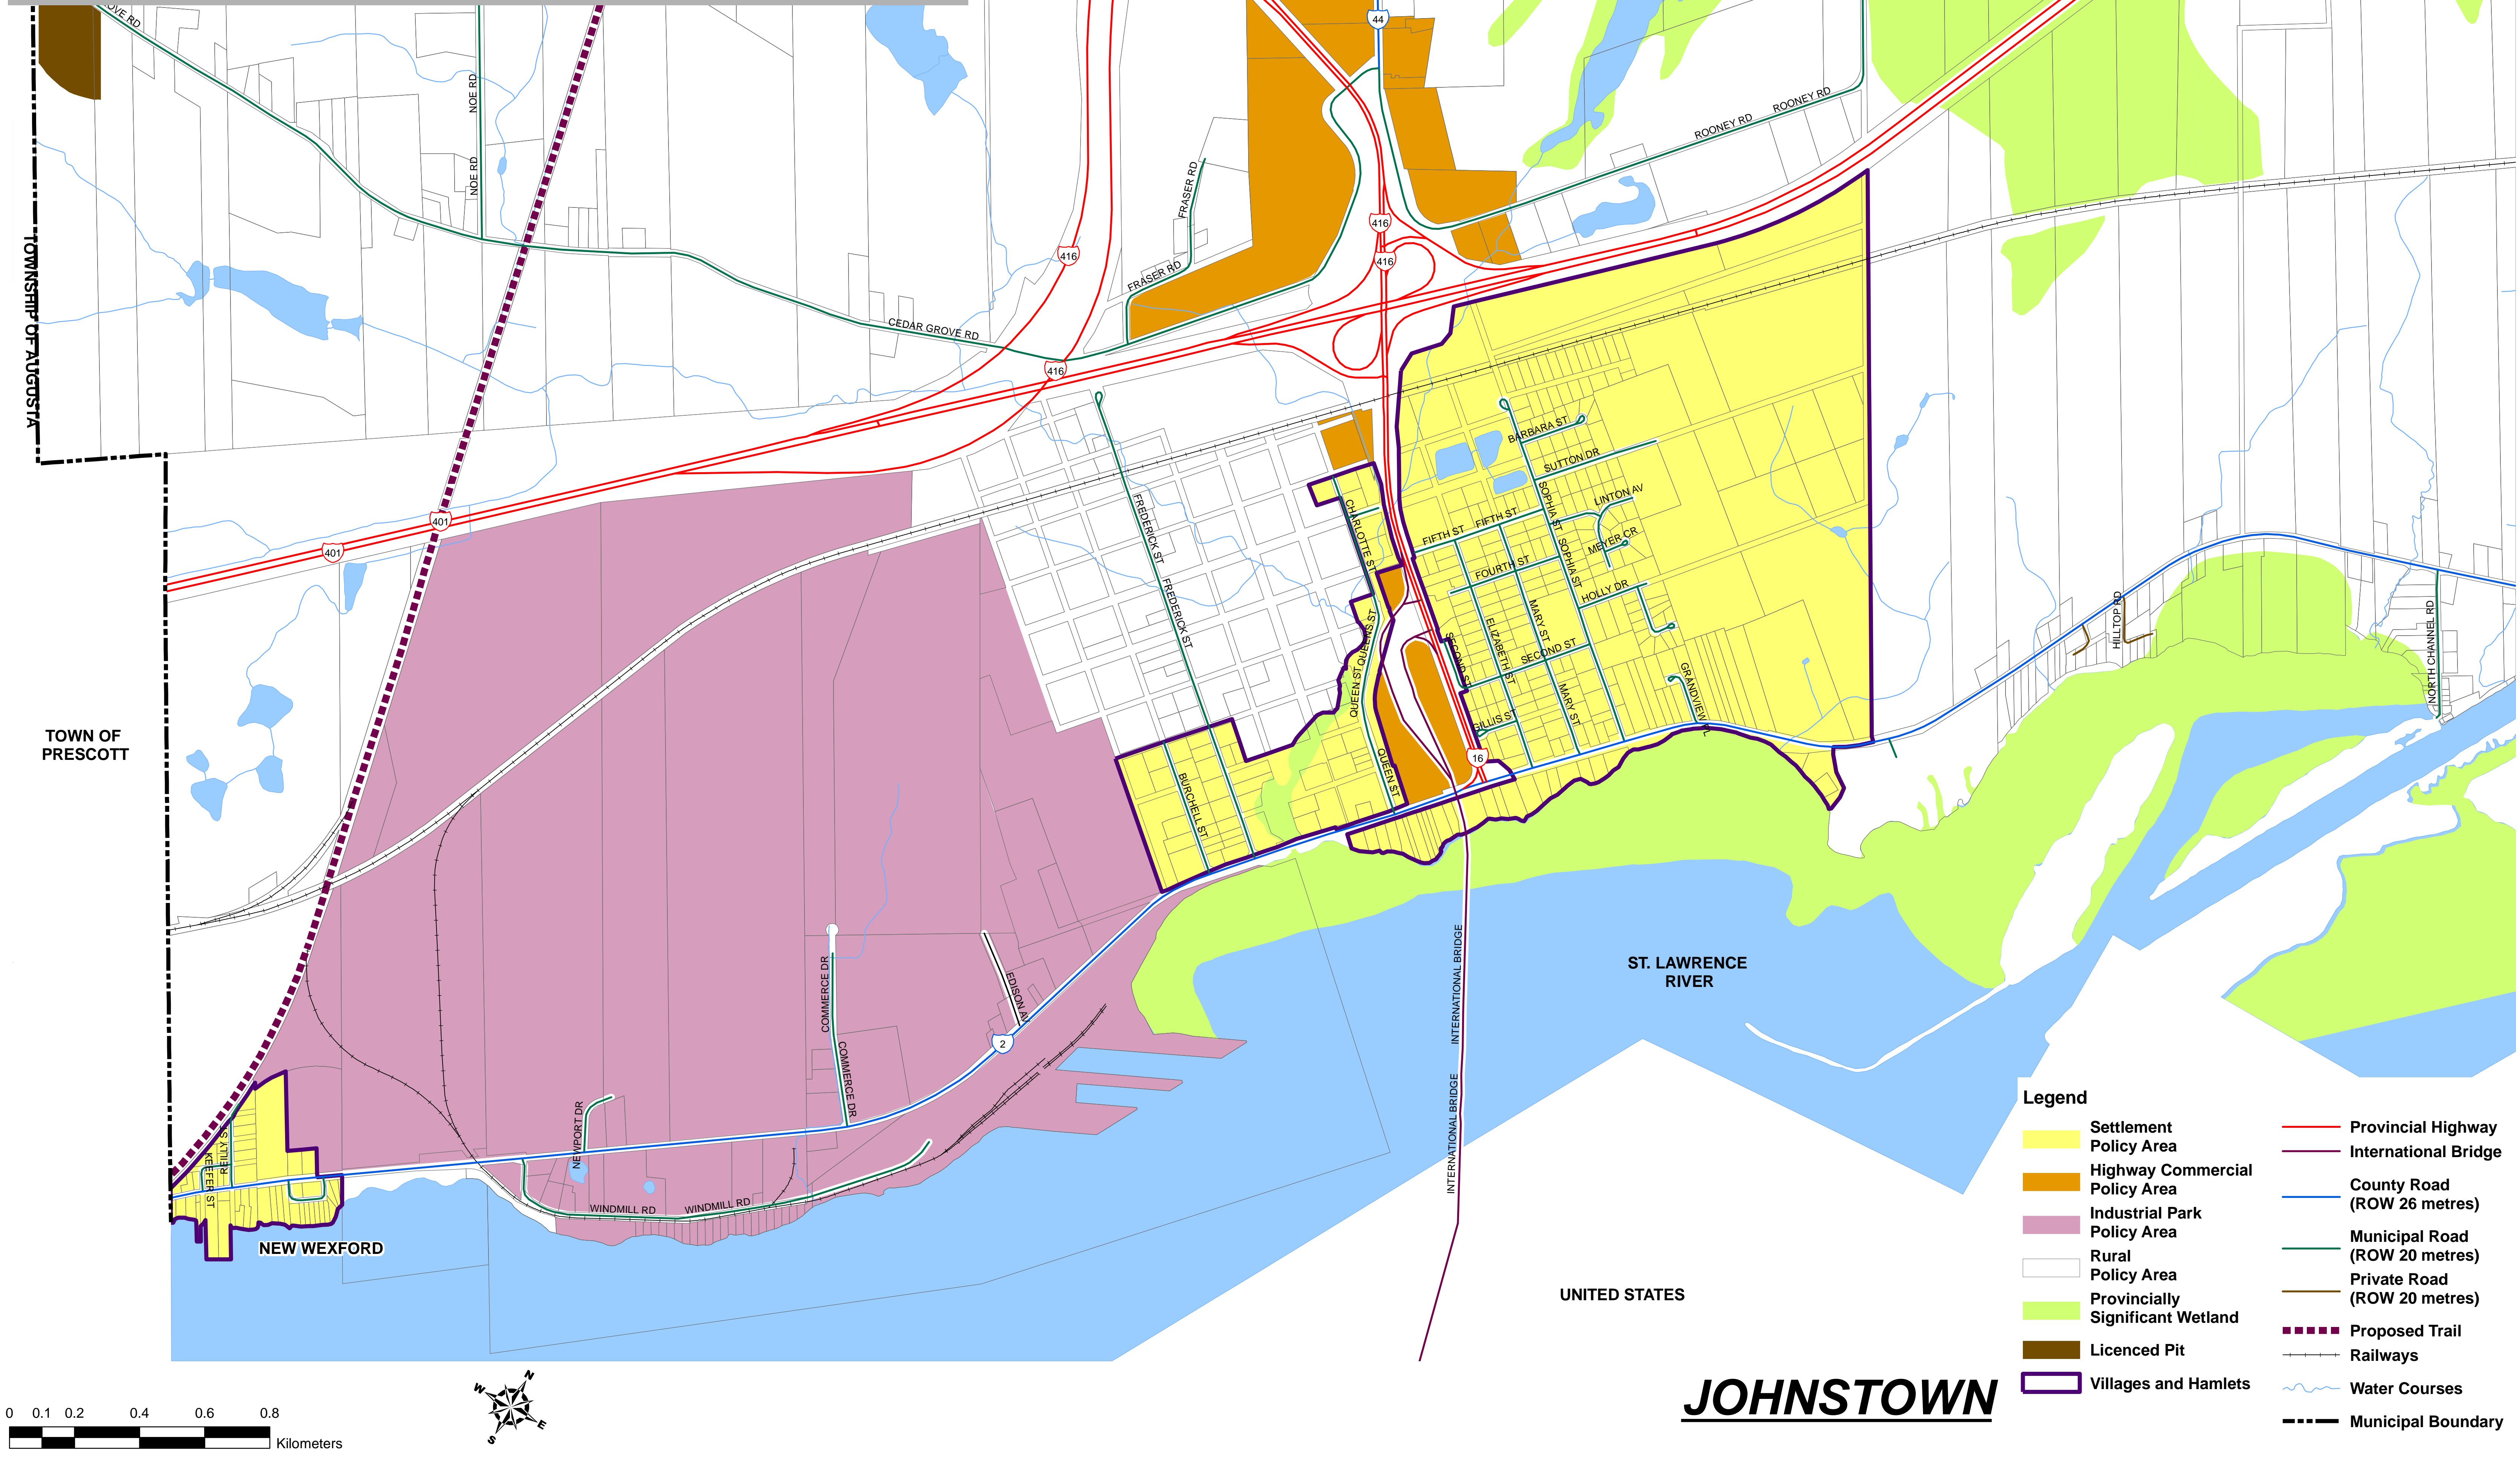 OVE RD
44
NOE RD
NOE RD
ROONEY RD
ROONEY RD
FRASER RD
FRASER RD
416
416
416
416
CEDAR GROVE RD
TOWNSHIP OF AUGUSTA
401
401
BARBARA ST
SUTTON DR
LINTON AV
MEYER CR
FIFTH ST
FIFTH ST
FOURTH ST
SOPHIA ST
SOPHIA ST
HOLLY DR
CHARLOTTE ST
FREDERICK ST
FREDERICK ST
QUEENS ST
QUEEN ST
QUEEN ST
SECOND ST
SECOND ST
ELIZABETH ST
MARY ST
MARY ST
GILLIS ST
GRANDVIEW PL
HILLTOP RD
NORTH CHANNEL RD
16
BURCHELL ST
TOWN OF
PRESCOTT
COMMERCE DR
COMMERCE DR
EDISON AV
2
NEWPORT DR
WINDMILL RD
WINDMILL RD
REILLY ST
KEEFER ST
NEW WEXFORD
INTERNATIONAL BRIDGE
INTERNATIONAL BRIDGE
ST. LAWRENCE
RIVER
UNITED STATES
JOHNSTOWN
N
E
S
W
0 0.1 0.2 0.4 0.6 0.8
Kilometers
Legend
Settlement
Policy Area
Highway Commercial
Policy Area
Industrial Park
Policy Area
Rural
Policy Area
Provincially
Significant Wetland
Licenced Pit
Villages and Hamlets
Provincial Highway
International Bridge
County Road
(ROW 26 metres)
Municipal Road
(ROW 20 metres)
Private Road
(ROW 20 metres)
Proposed Trail
Railways
Water Courses
Municipal Boundary